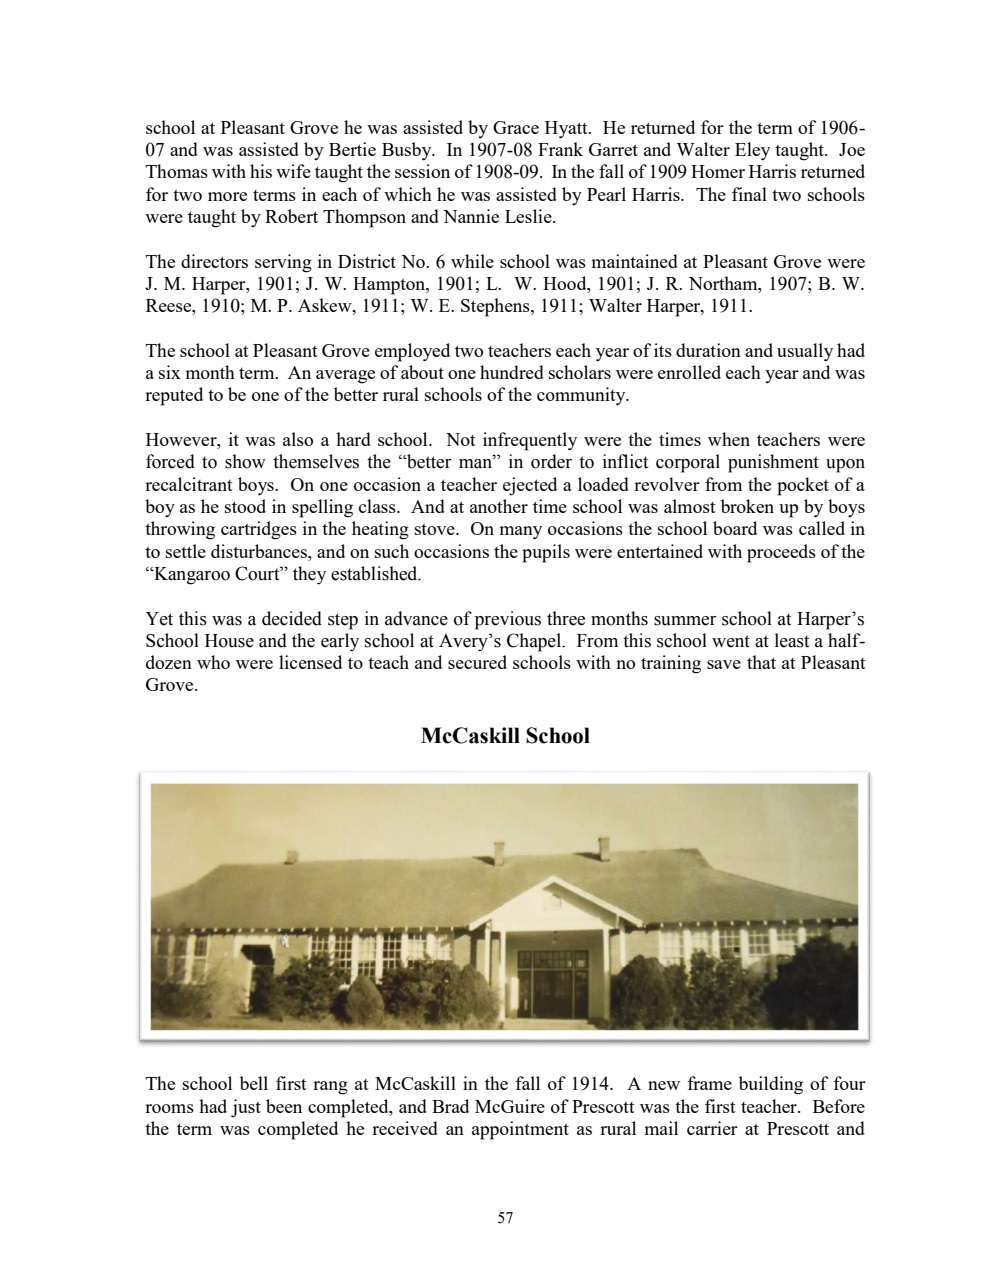 school at Pleasant Grove he was assisted by Grace Hyatt.  He returned for the term of 1906-
07 and was assisted by Bertie Busby.  In 1907-08 Frank Garret and Walter Eley taught.  Joe
Thomas with his wife taught the session of 1908-09.  In the fall of 1909 Homer Harris returned
for two more terms in each of which he was assisted by Pearl Harris.  The final two schools
were taught by Robert Thompson and Nannie Leslie.

The directors serving in District No. 6 while school was maintained at Pleasant Grove were
J. M. Harper, 1901; J. W. Hampton, 1901; L.  W. Hood, 1901; J. R. Northam, 1907; B. W.
Reese, 1910; M. P. Askew, 1911; W. E. Stephens, 1911; Walter Harper, 1911.

The school at Pleasant Grove employed two teachers each year of its duration and usually had
a six month term.  An average of about one hundred scholars were enrolled each year and was
reputed to be one of the better rural schools of the community.

However, it was also a hard school.  Not infrequently were the times when teachers were
forced to show themselves the “better man” in order to inflict corporal punishment upon
recalcitrant boys.  On one occasion a teacher ejected a loaded revolver from the pocket of a
boy as he stood in spelling class.  And at another time school was almost broken up by boys
throwing cartridges in the heating stove.  On many occasions the school board was called in
to settle disturbances, and on such occasions the pupils were entertained with proceeds of the
“Kangaroo Court” they established.

Yet this was a decided step in advance of previous three months summer school at Harper’s
School House and the early school at Avery’s Chapel.  From this school went at least a half-
dozen who were licensed to teach and secured schools with no training save that at Pleasant
Grove.

McCaskill School

The school bell first rang at McCaskill in the fall of 1914.  A new frame building of four
rooms had just been completed, and Brad McGuire of Prescott was the first teacher.  Before
the term was completed he received an appointment as rural mail carrier at Prescott and

57